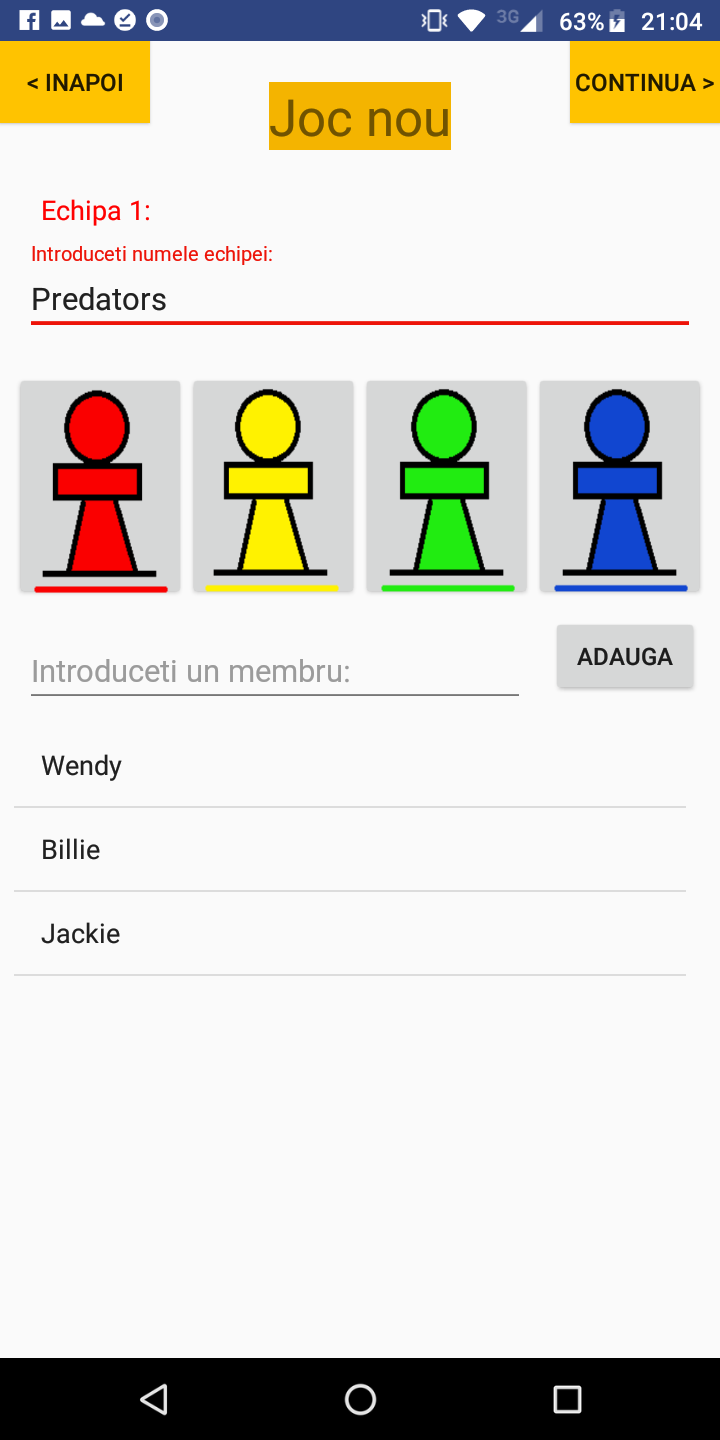 3G 63% 21:04
< INAPOI
CONTINUA >
Joc nou
Echipa 1:
Introduceti numele echipei:
Predators
Introduceti un membru:
ADAUGA
Wendy
Billie
Jackie